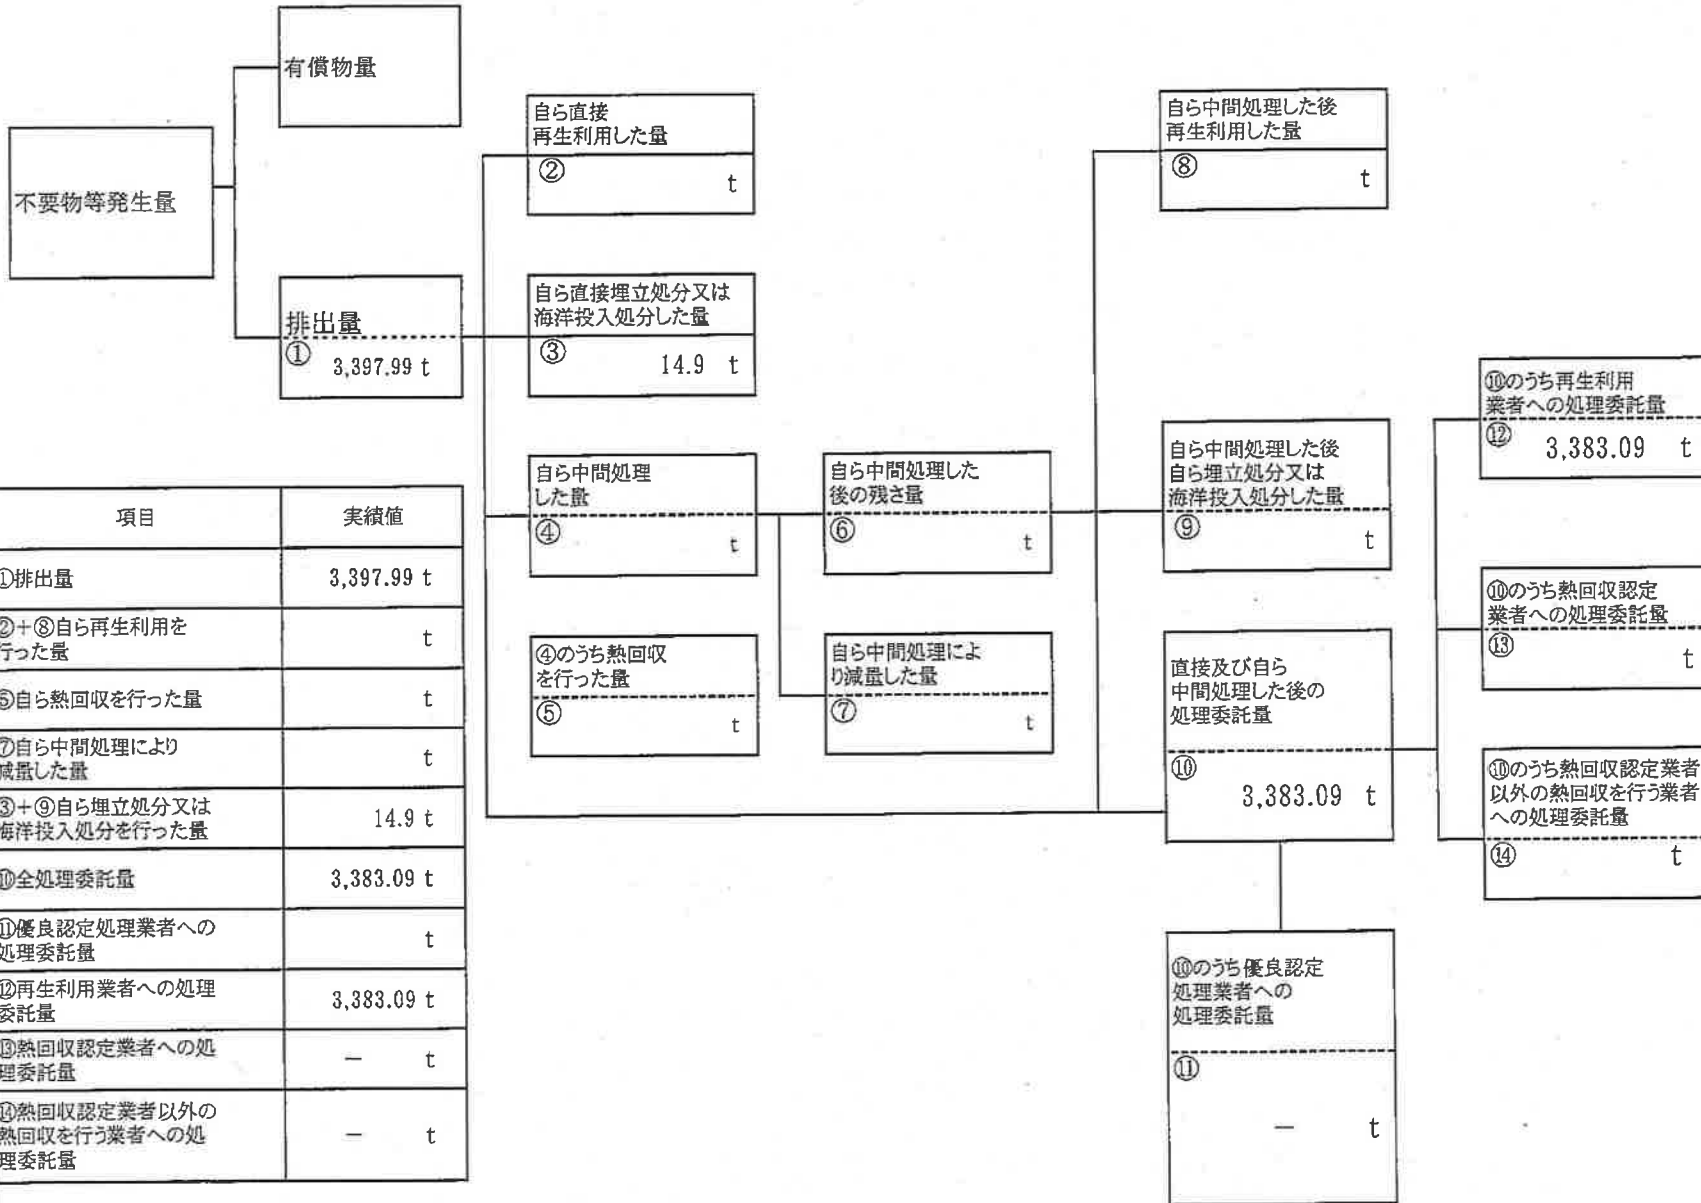 有償物量
不要物等発生量
排出量
① 3,397.99 t
自ら直接
再生利用した量
② t
自ら直接埋立処分又は
海洋投入処分した量
③ 14.9 t
自ら中間処理
した量
④ t
④のうち熱回収
を行った量
⑤ t
自ら中間処理した
後の残さ量
⑥ t
自ら中間処理によ
り減量した量
⑦ t
自ら中間処理した後
再生利用した量
⑧ t
自ら中間処理した後
自ら埋立処分又は
海洋投入処分した量
⑨ t
直接及び自ら
中間処理した後の
処理委託量
⑩
3,383.09 t
⑩のうち優良認定
処理業者への
処理委託量
⑪
－ t
⑩のうち再生利用
業者への処理委託量
⑫ 3,383.09 t
⑩のうち熱回収認定
業者への処理委託量
⑬ t
⑩のうち熱回収認定業者
以外の熱回収を行う業者
への処理委託量
⑭ t
項目 実績値
①排出量 3,397.99 t
②＋⑧自ら再生利用を
行った量 t
⑤自ら熱回収を行った量 t
⑦自ら中間処理により
減量した量 t
③＋⑨自ら埋立処分又は
海洋投入処分を行った量 14.9 t
⑩全処理委託量 3,383.09 t
⑪優良認定処理業者への
処理委託量 t
⑫再生利用業者への処理
委託量 3,383.09 t
⑬熱回収認定業者への処
理委託量 － t
⑭熱回収認定業者以外の
熱回収を行う業者への処
理委託量 － t